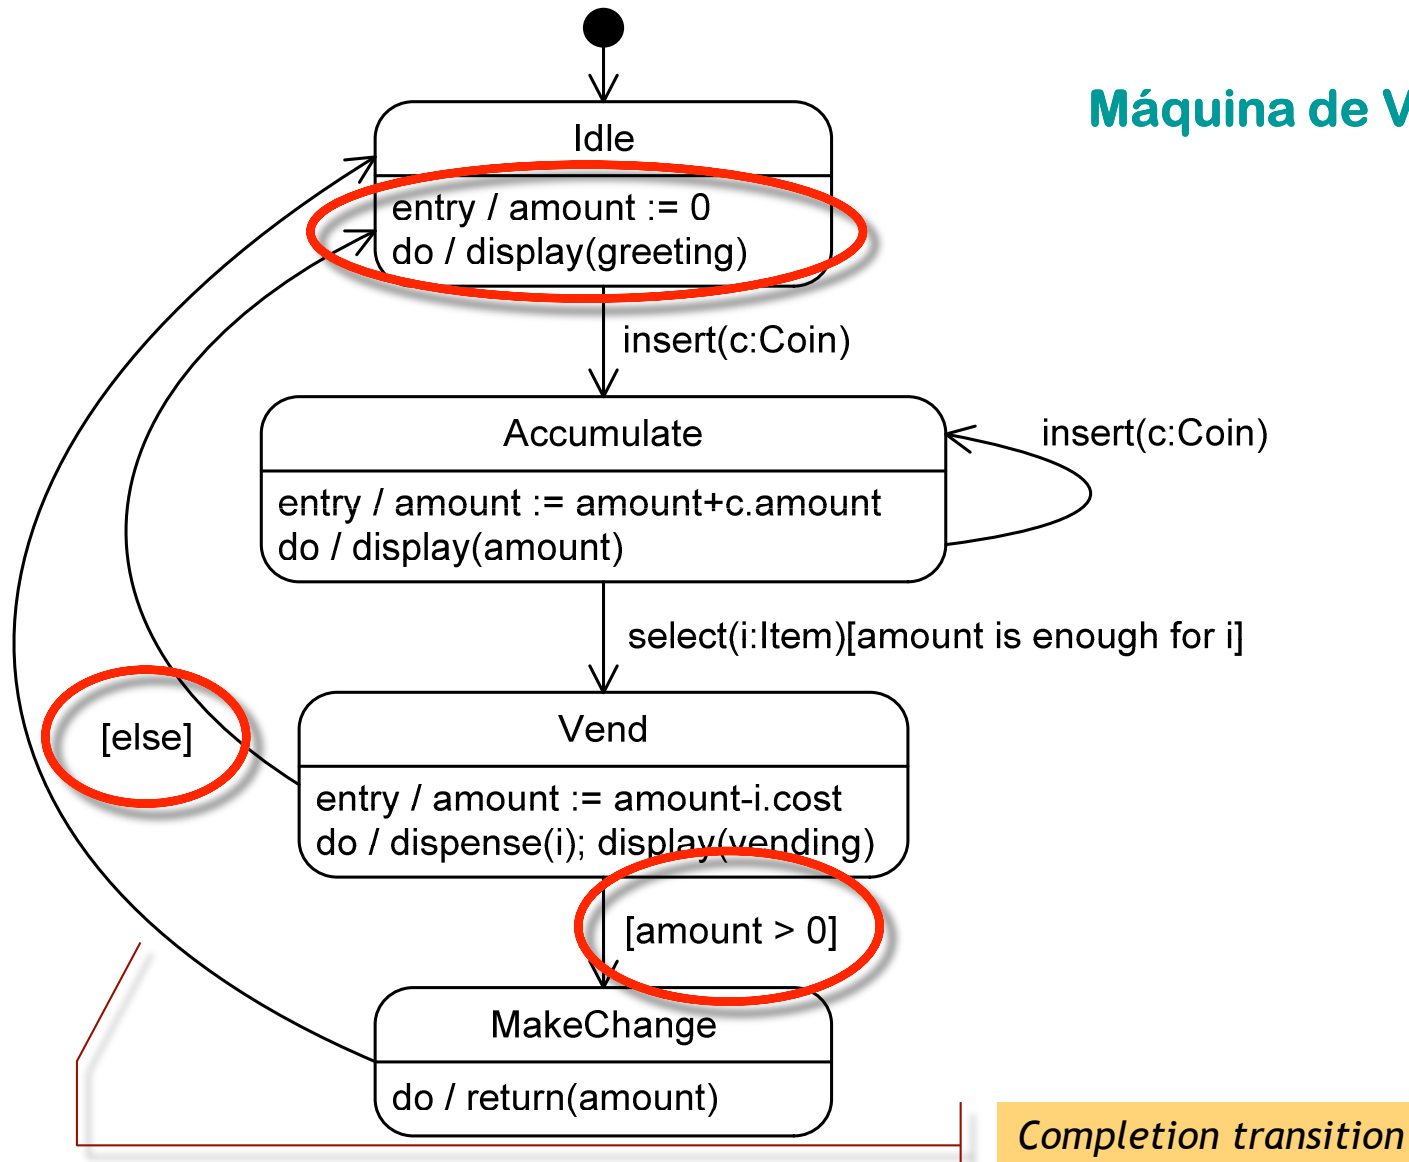 Máquina de V
Idle
entry / amount := 0
do / display(greeting)
insert(c:Coin)
Accumulate
insert(c:Coin)
entry / amount := amount+c.amount
do / display(amount)
select(i:Item)[amount is enough for i]
[else]
Vend
entry / amount := amount-i.cost
do / dispense(i); display(vending)
[amount > 0]
MakeChange
do / return(amount)
Completion transition